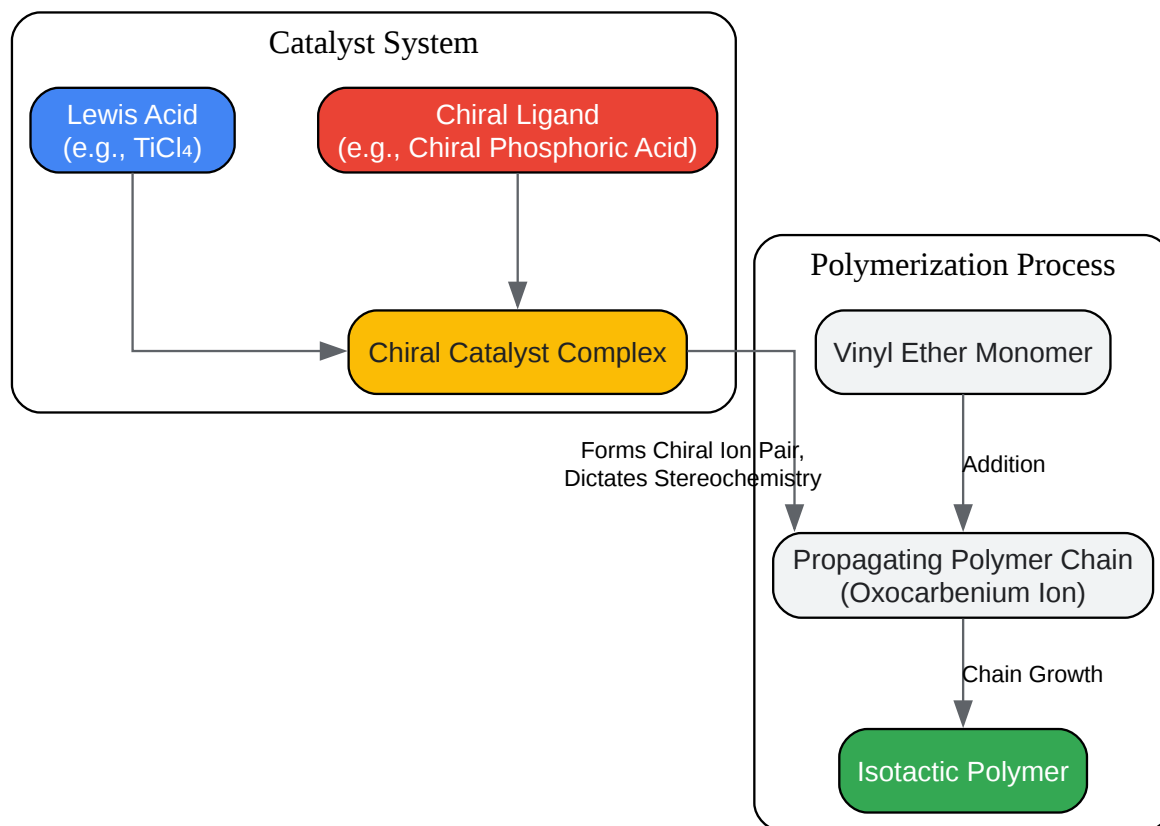 Catalyst System
Lewis Acid
(e.g., TiCl₄)
Chiral Ligand
(e.g., Chiral Phosphoric Acid)
Chiral Catalyst Complex
Forms Chiral Ion Pair,
Dictates Stereochemistry
Polymerization Process
Vinyl Ether Monomer
Addition
Propagating Polymer Chain
(Oxocarbenium Ion)
Chain Growth
Isotactic Polymer